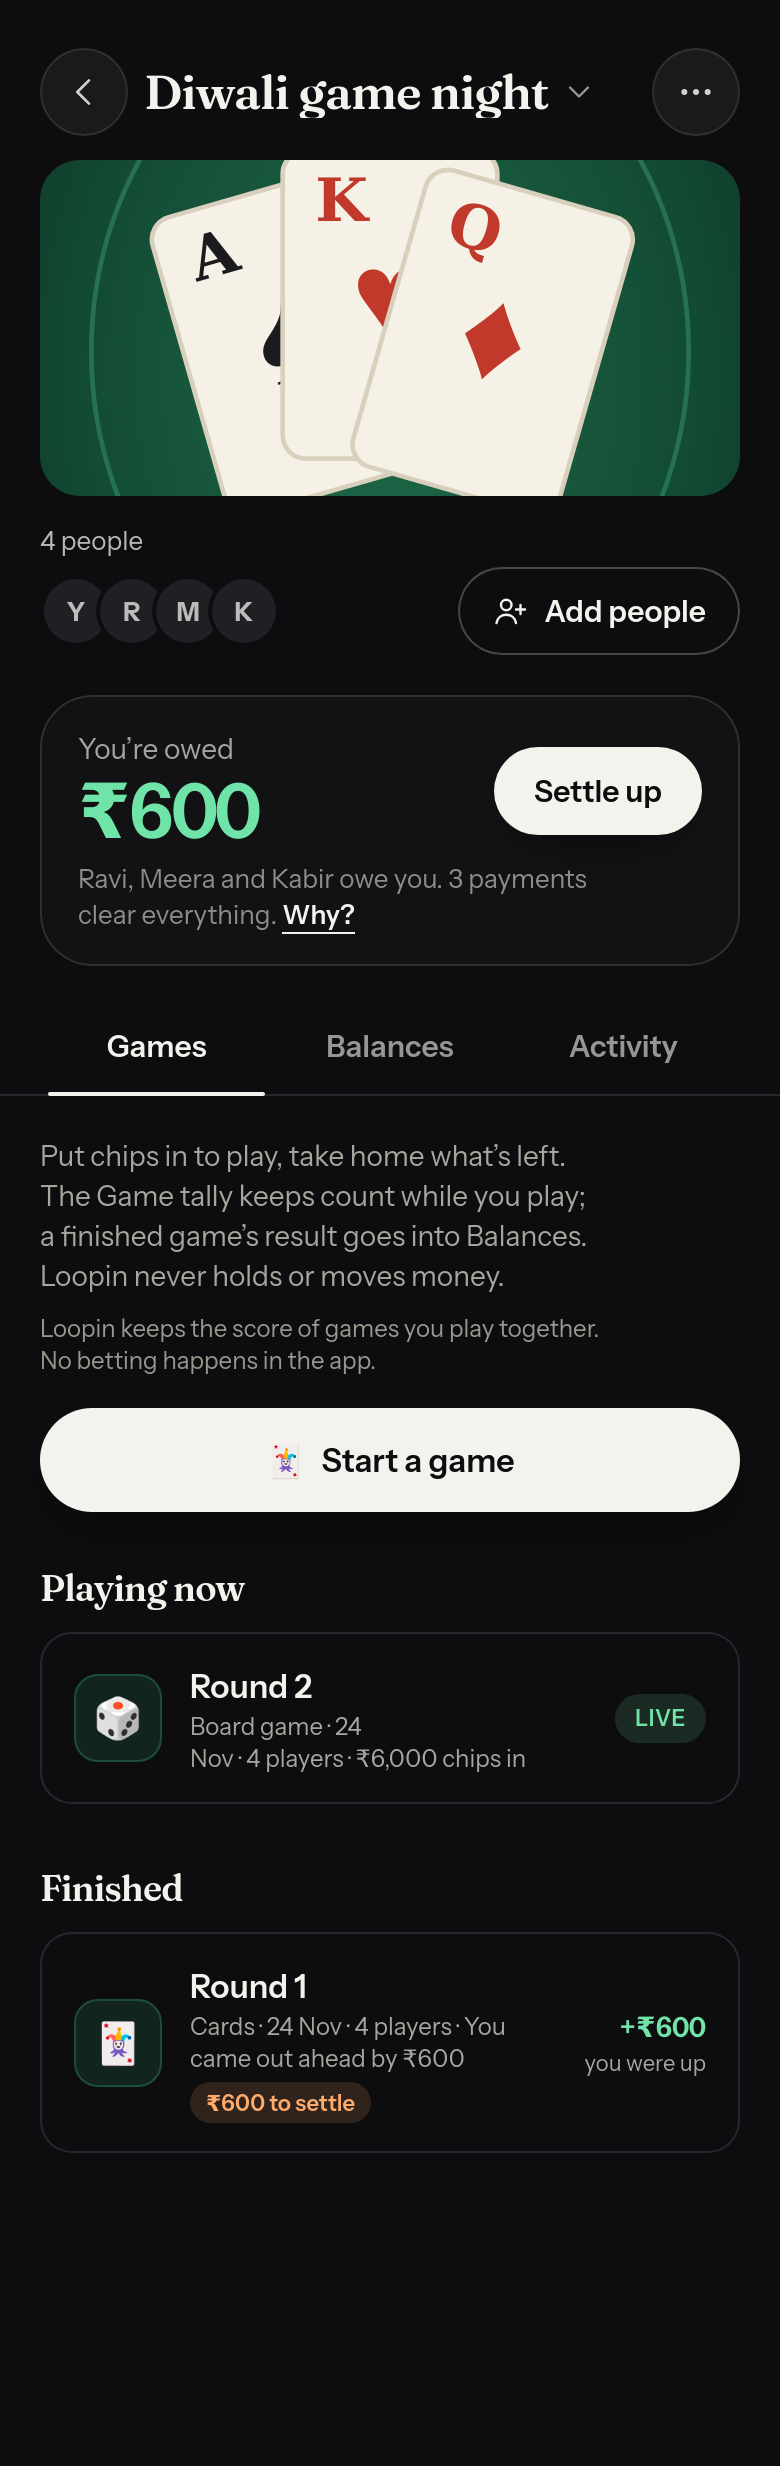 Diwali game night
A
K
Q
4 people
Y R M K
Add people
You're owed
₹600
Settle up
Ravi, Meera and Kabir owe you. 3 payments
clear everything. Why?
Games
Balances
Activity
Put chips in to play, take home what's left.
The Game tally keeps count while you play;
a finished game's result goes into Balances.
Loopin never holds or moves money.
Loopin keeps the score of games you play together.
No betting happens in the app.
Start a game
Playing now
Round 2
Board game · 24
Nov · 4 players · ₹6,000 chips in
LIVE
Finished
Round 1
Cards · 24 Nov · 4 players · You
came out ahead by ₹600
₹600 to settle
+₹600
you were up